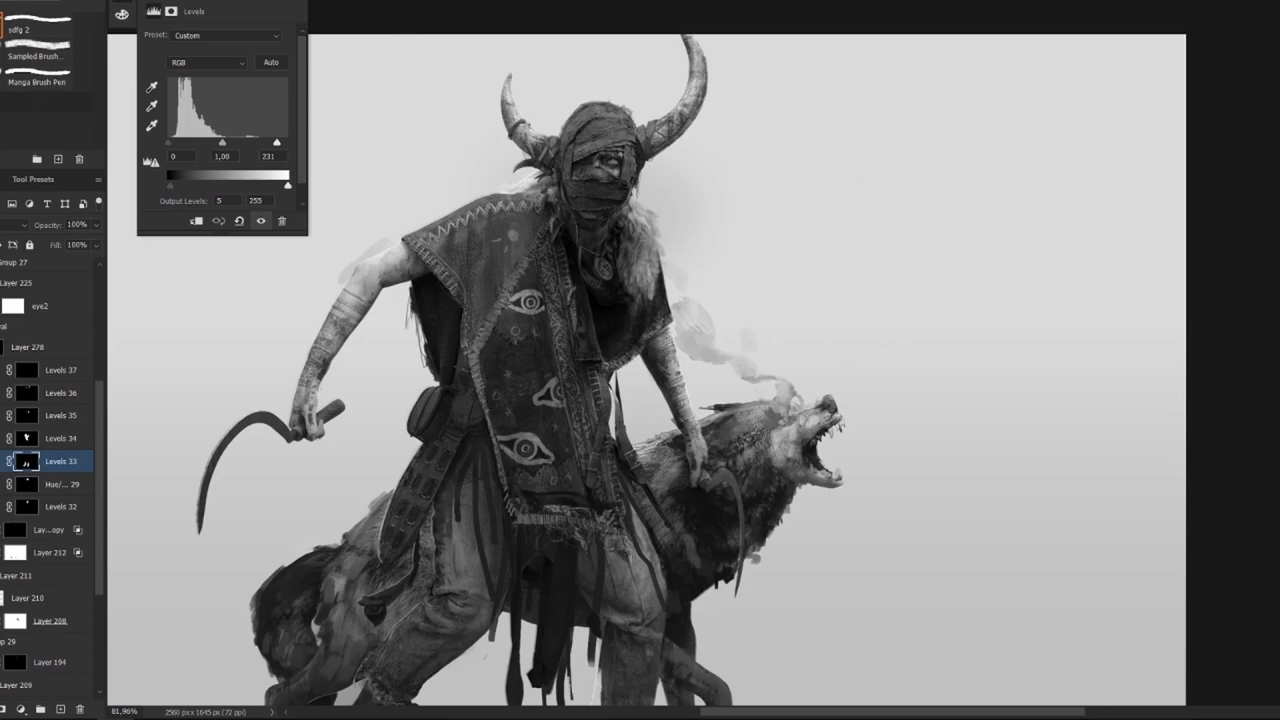 sdfg 2
Sampled Brush...
Manga Brush Pen
Tool Presets
Opacity: 100%
Fill: 100%
Group 27
Layer 225
eye2
Layer 278
Levels 37
Levels 36
Levels 35
Levels 34
Levels 33
Hue/... 29
Levels 32
Lay...opy
Layer 212
Layer 211
Layer 210
Layer 208
29
Layer 194
Layer 209
Levels
Preset: Custom
RGB Auto
0 1,00 231
Output Levels: 5 255
81,96% 2560 px x 1645 px (72 ppi)